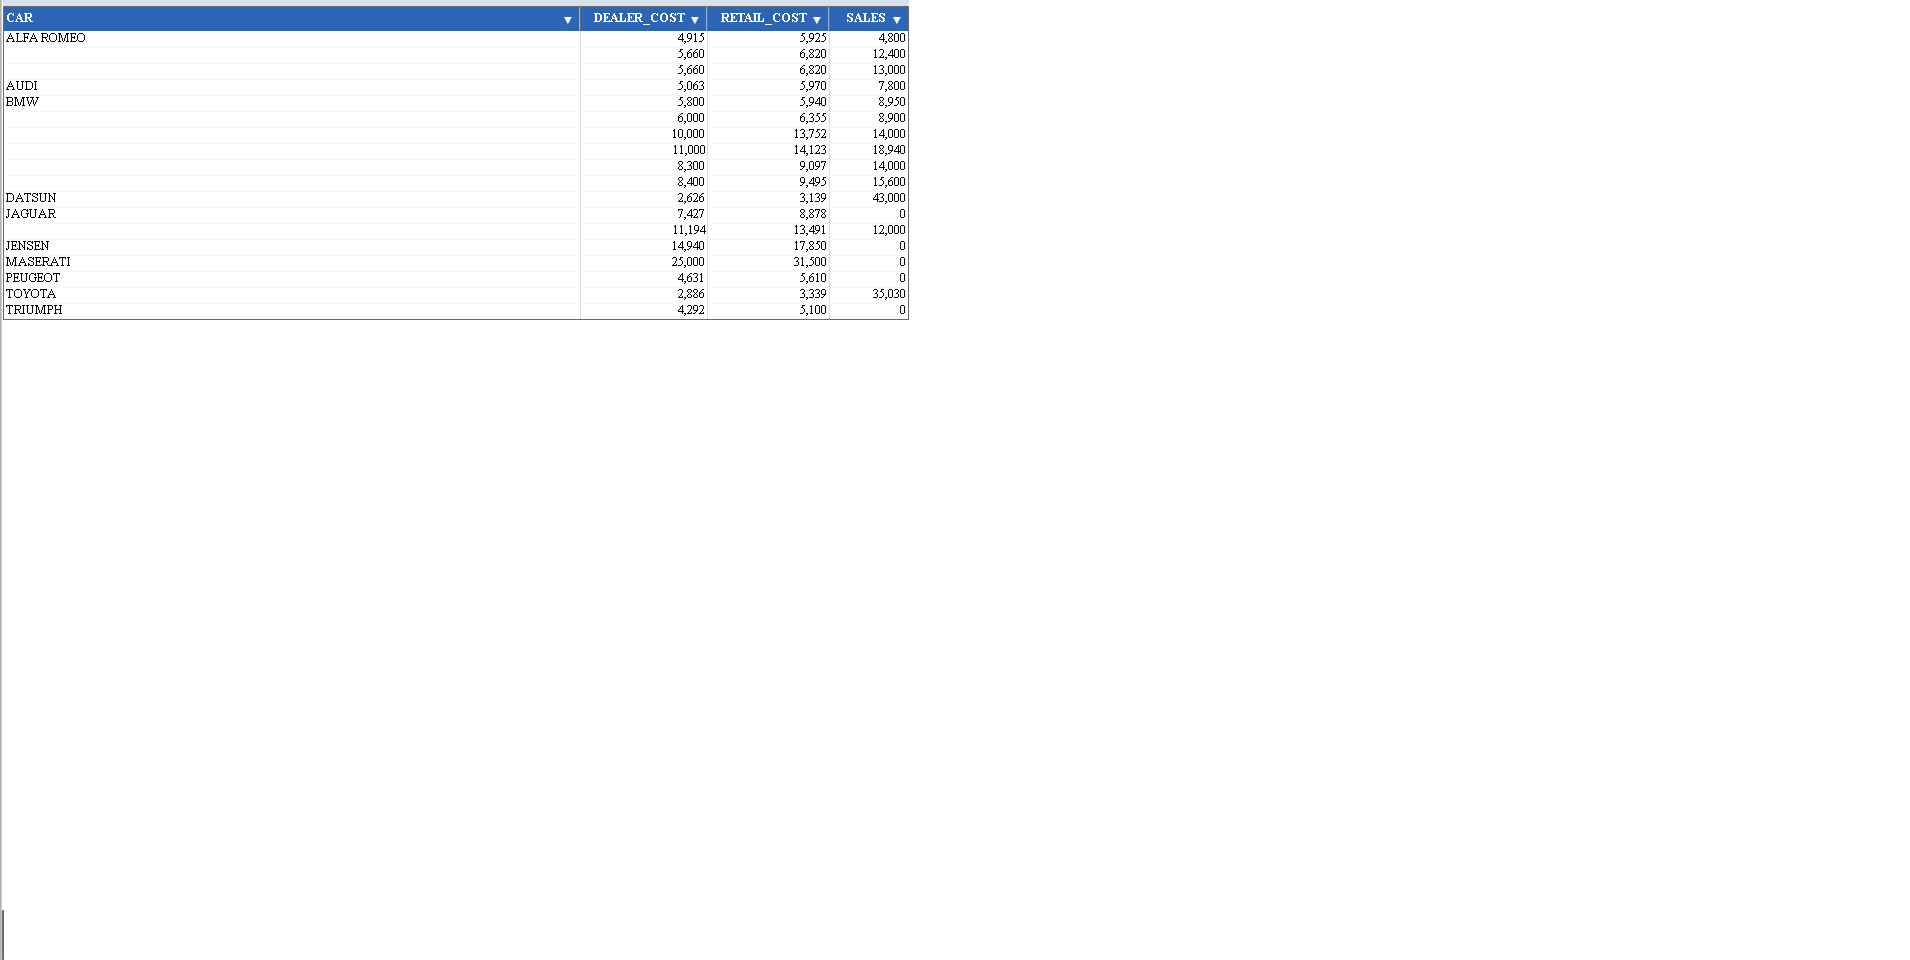 CAR DEALER_COST RETAIL_COST SALES
ALFA ROMEO 4,915 5,925 4,800
5,660 6,820 12,400
5,660 6,820 13,000
AUDI 5,063 5,970 7,800
BMW 5,800 5,940 8,950
6,000 6,355 8,900
10,000 13,752 14,000
11,000 14,123 18,940
8,300 9,097 14,000
8,400 9,495 15,600
DATSUN 2,626 3,139 43,000
JAGUAR 7,427 8,878 0
11,194 13,491 12,000
JENSEN 14,940 17,850 0
MASERATI 25,000 31,500 0
PEUGEOT 4,631 5,610 0
TOYOTA 2,886 3,339 35,030
TRIUMPH 4,292 5,100 0